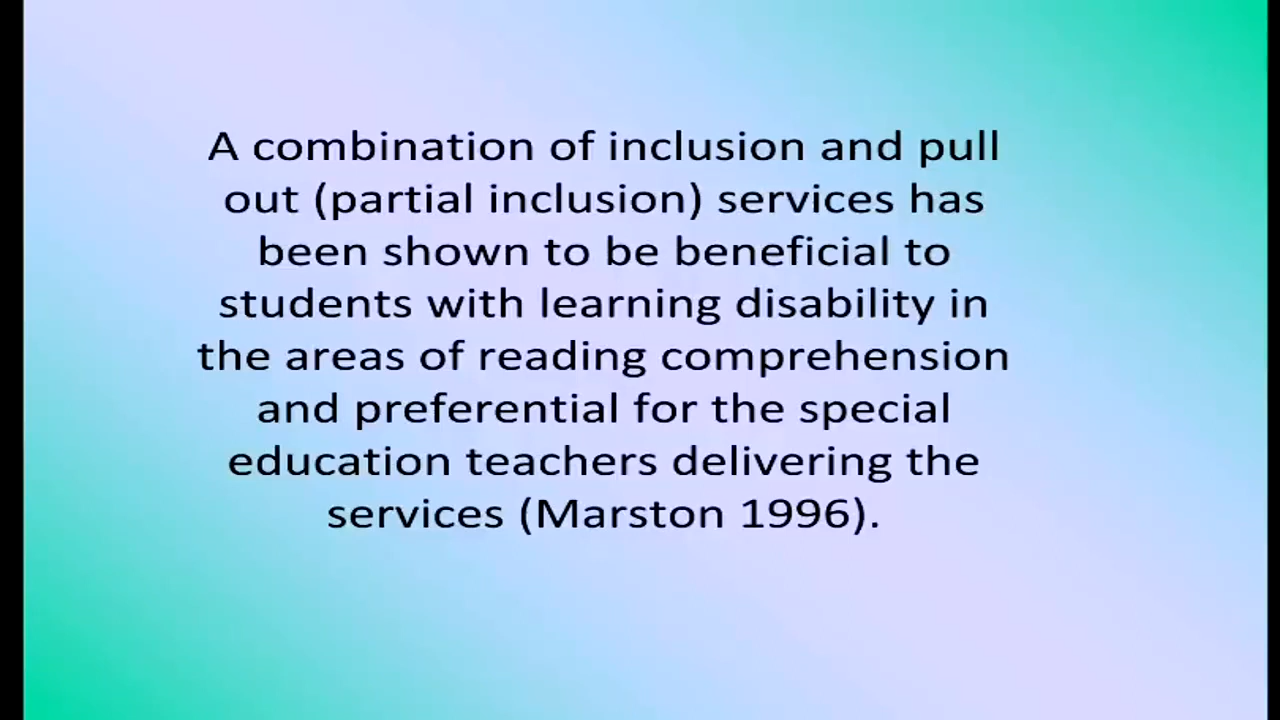 A combination of inclusion and pull
out (partial inclusion) services has
been shown to be beneficial to
students with learning disability in
the areas of reading comprehension
and preferential for the special
education teachers delivering the
services (Marston 1996).